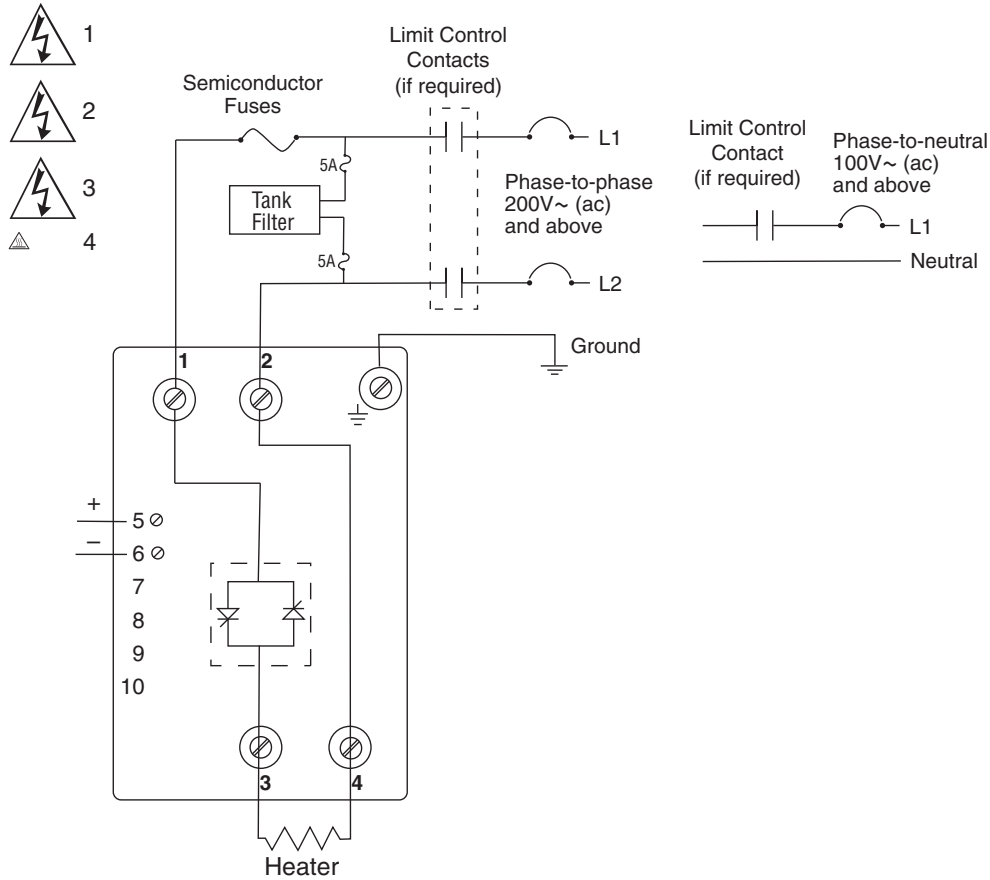 1
2
3
4
Semiconductor
Fuses
Limit Control
Contacts
(if required)
L1
5A
Tank
Filter
5A
Phase-to-phase
200V~ (ac)
and above
L2
Limit Control
Contact
(if required)
Phase-to-neutral
100V~ (ac)
and above
L1
Neutral
Ground
1
2
+
5
–
6
7
8
9
10
3
4
Heater